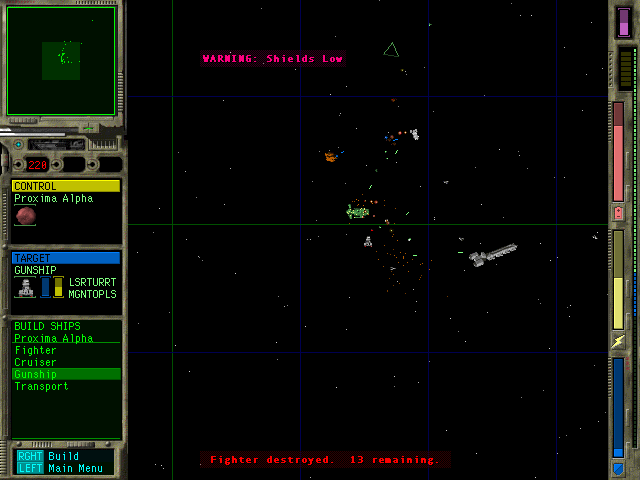 WARNING: Shields Low
220
CONTROL
Proxima Alpha
TARGET
GUNSHIP
LSRTURRT
MGNTOPLS
BUILD SHIPS
Proxima Alpha
Fighter
Cruiser
Gunship
Transport
RGHT Build
LEFT Main Menu
Fighter destroyed. 13 remaining.